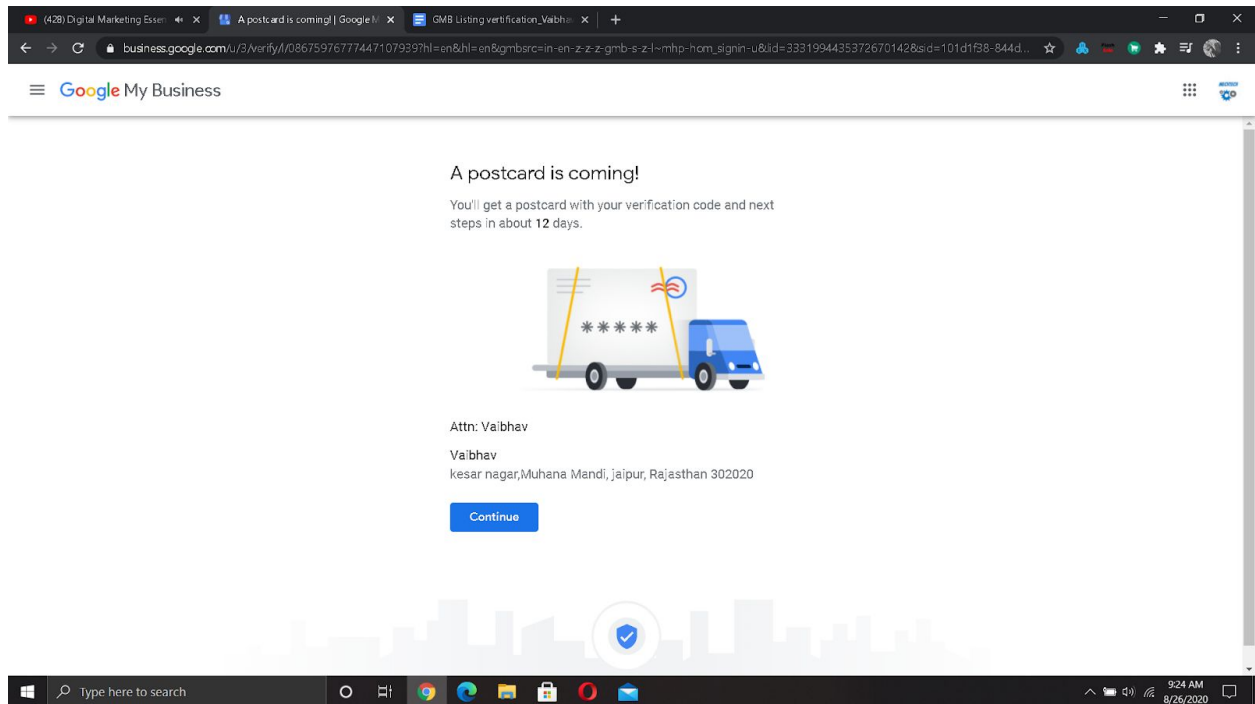 (428) Digital Marketing Essen
A postcard is coming! | Google M
GMB Listing vertification_Vaibha
business.google.com/u/3/verify/l/08675976777447107939?hl=en&hl=en&gmbsrc=in-en-z-z-z-gmb-s-z-l~mhp-hom_signin-u&lid=3331994435372670142&sid=101d1f38-844d...
Google My Business
A postcard is coming!
You'll get a postcard with your verification code and next
steps in about 12 days.
*****
Attn: Vaibhav
Vaibhav
kesar nagar,Muhana Mandi, jaipur, Rajasthan 302020
Continue
Type here to search
9:24 AM
8/26/2020